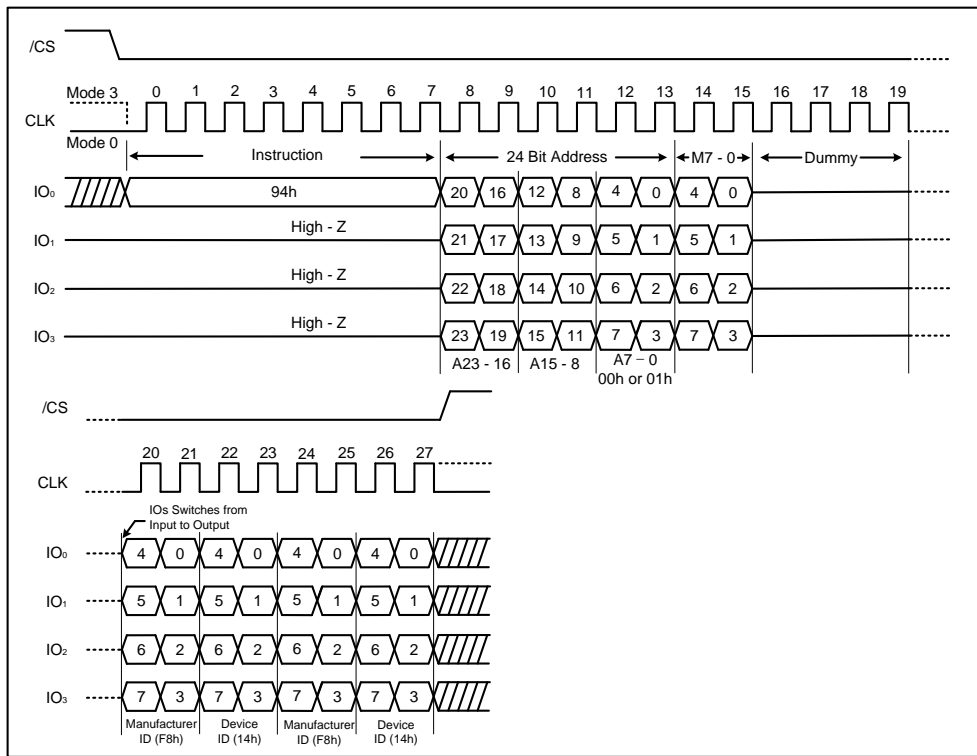 /CS
Mode 3 0 1 2 3 4 5 6 7 8 9 10 11 12 13 14 15 16 17 18 19
CLK
Mode 0
Instruction 24 Bit Address M7 - 0 Dummy
IO₀ 94h 20 16 12 8 4 0 4 0
High - Z
IO₁ 21 17 13 9 5 1 5 1
High - Z
IO₂ 22 18 14 10 6 2 6 2
High - Z
IO₃ 23 19 15 11 7 3 7 3
A23 - 16 A15 - 8 A7 – 0
00h or 01h
/CS
20 21 22 23 24 25 26 27
CLK
IOs Switches from
Input to Output
IO₀ 4 0 4 0 4 0 4 0
IO₁ 5 1 5 1 5 1 5 1
IO₂ 6 2 6 2 6 2 6 2
IO₃ 7 3 7 3 7 3 7 3
Manufacturer Device Manufacturer Device
ID (F8h) ID (14h) ID (F8h) ID (14h)